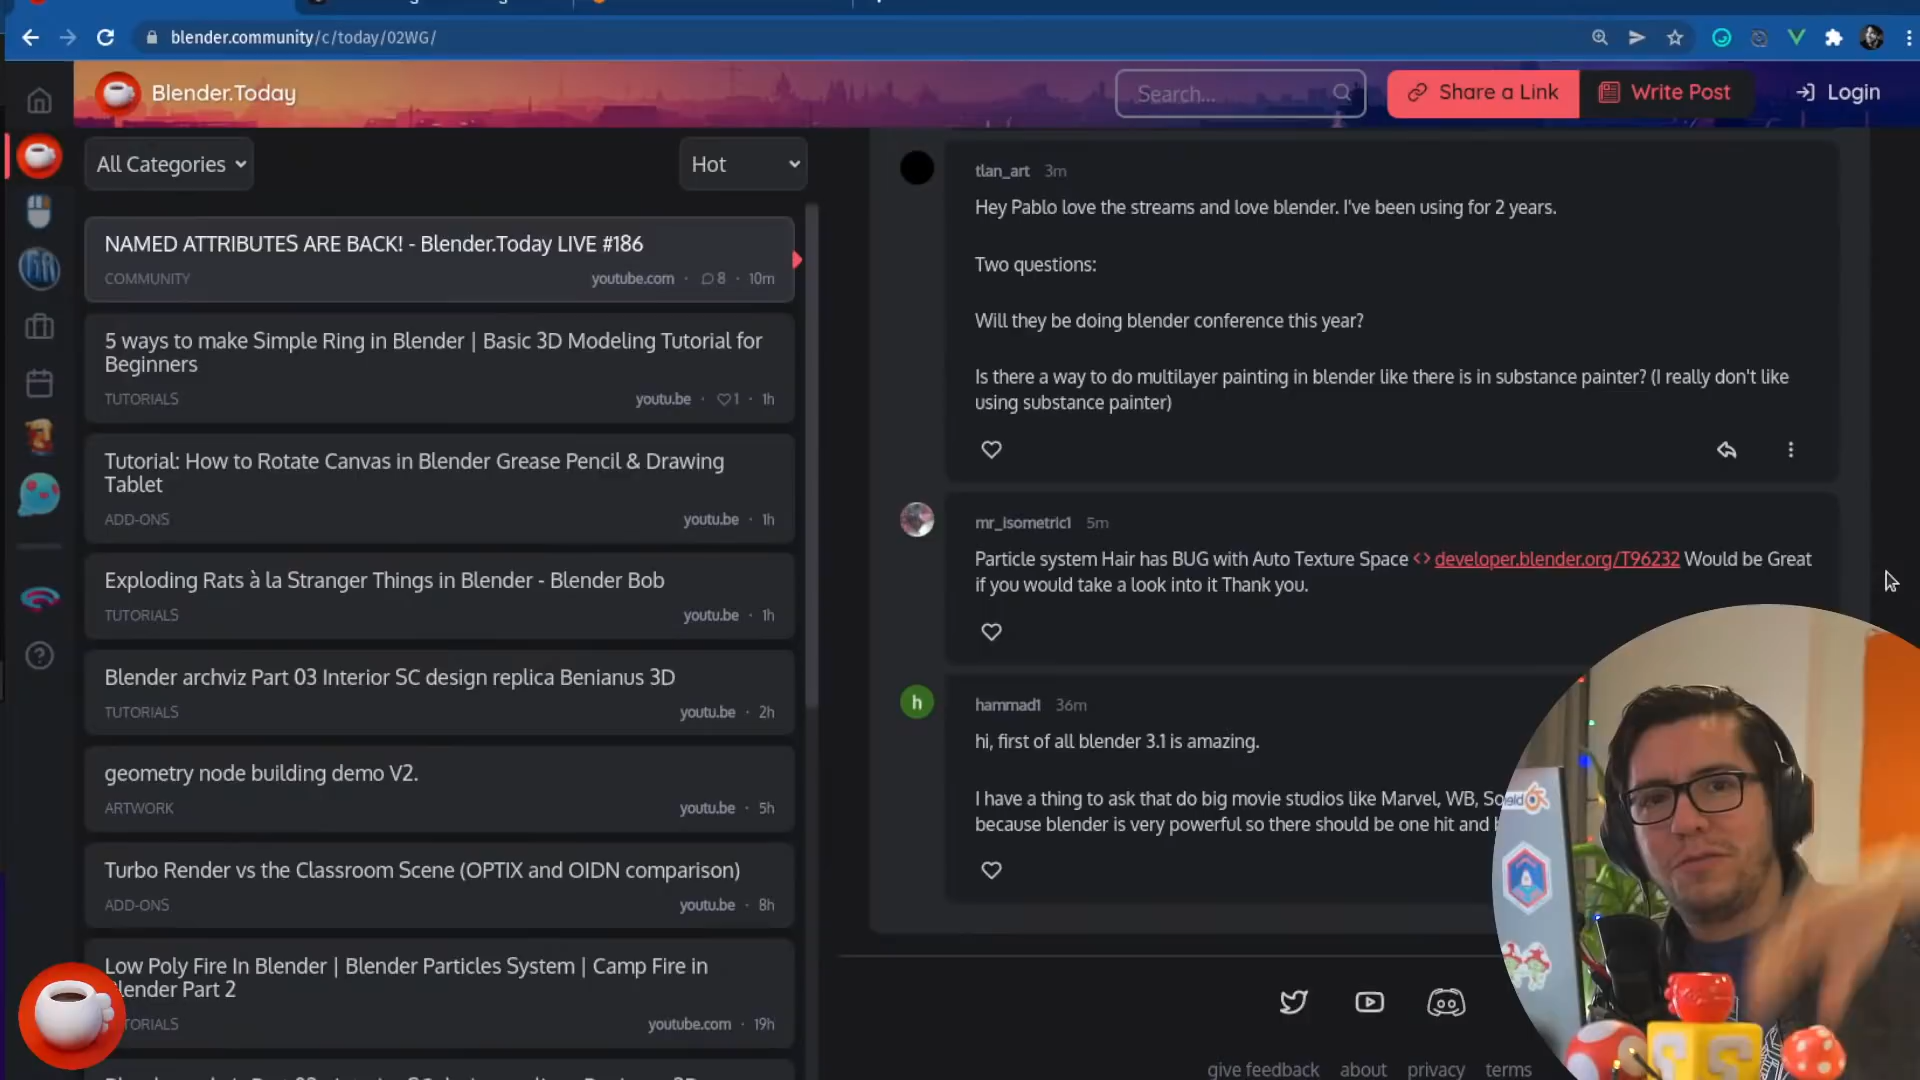 blender.community/c/today/02WG/
Blender.Today
Search...
Share a Link
Write Post
Login
All Categories
Hot
NAMED ATTRIBUTES ARE BACK! - Blender.Today LIVE #186
COMMUNITY
youtube.com · 8 · 10m
5 ways to make Simple Ring in Blender | Basic 3D Modeling Tutorial for
Beginners
TUTORIALS
youtu.be · 1 · 1h
Tutorial: How to Rotate Canvas in Blender Grease Pencil & Drawing
Tablet
ADD-ONS
youtu.be · 1h
Exploding Rats à la Stranger Things in Blender - Blender Bob
TUTORIALS
youtu.be · 1h
Blender archviz Part 03 Interior SC design replica Benianus 3D
TUTORIALS
youtu.be · 2h
geometry node building demo V2.
ARTWORK
youtu.be · 5h
Turbo Render vs the Classroom Scene (OPTIX and OIDN comparison)
ADD-ONS
youtu.be · 8h
Low Poly Fire In Blender | Blender Particles System | Camp Fire in
Blender Part 2
youtube.com · 19h
tlan_art 3m
Hey Pablo love the streams and love blender. I've been using for 2 years.
Two questions:
Will they be doing blender conference this year?
Is there a way to do multilayer painting in blender like there is in substance painter? (I really don't like
using substance painter)
mr_isometric1 5m
Particle system Hair has BUG with Auto Texture Space <> developer.blender.org/T96232 Would be Great
if you would take a look into it Thank you.
h
hammad1 36m
hi, first of all blender 3.1 is amazing.
I have a thing to ask that do big movie studios like Marvel, WB,
because blender is very powerful so there should be one hit and
give feedback about privacy terms